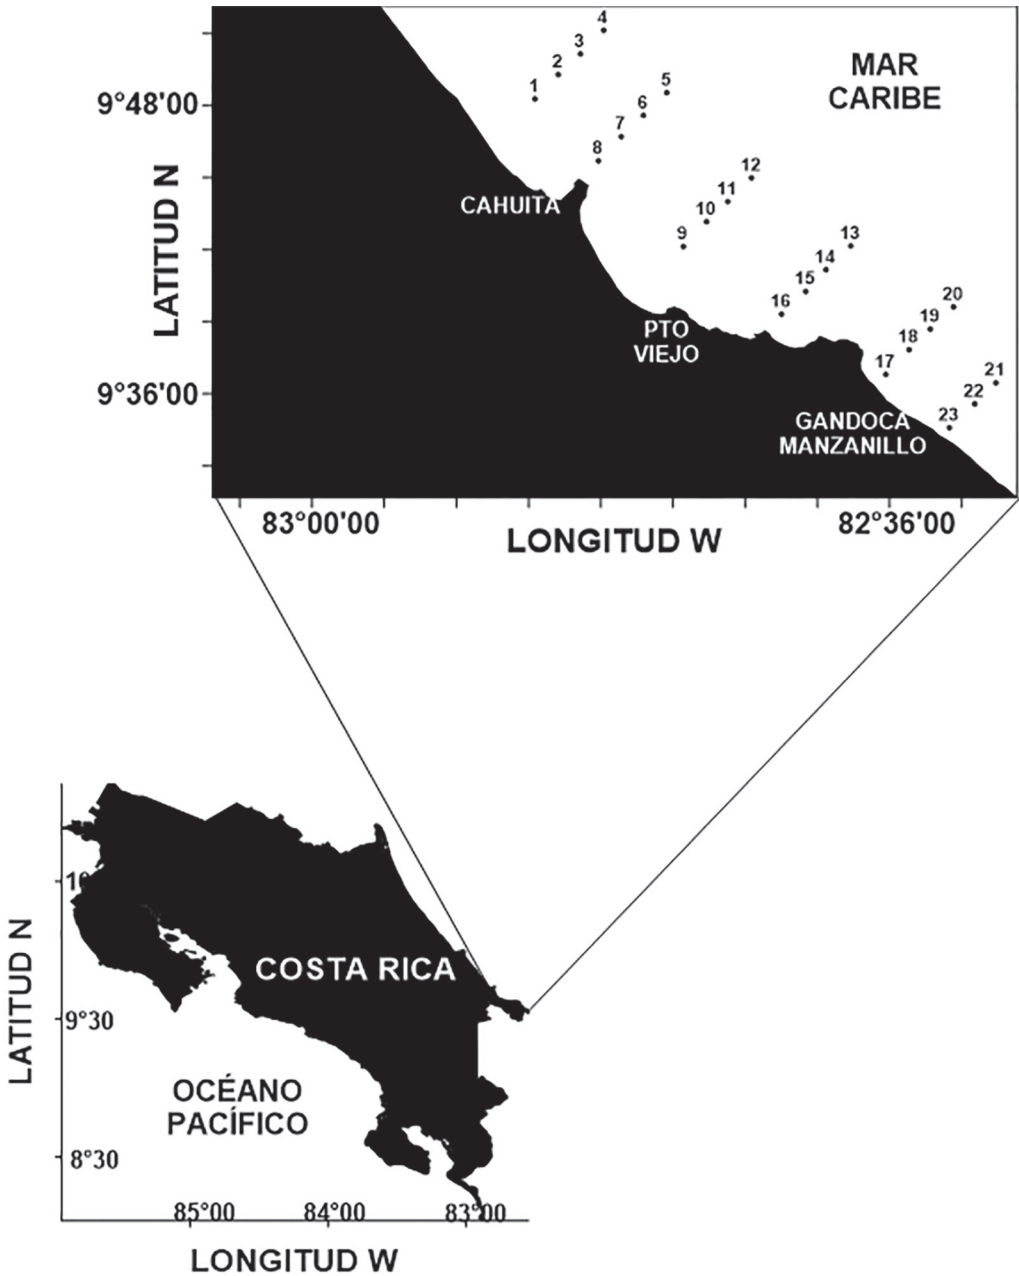 4
3
2
1
5
6
7
8
MAR
CARIBE
9°48'00
12
11
10
9
CAHUITA
LATITUD N
13
14
15
16
20
19
18
17
PTO
VIEJO
21
22
23
9°36'00
GANDOCA
MANZANILLO
83°00'00
82°36'00
LONGITUD W
COSTA RICA
LATITUD N
9°30
OCÉANO
PACÍFICO
8°30
85°00
84°00
83°00
LONGITUD W